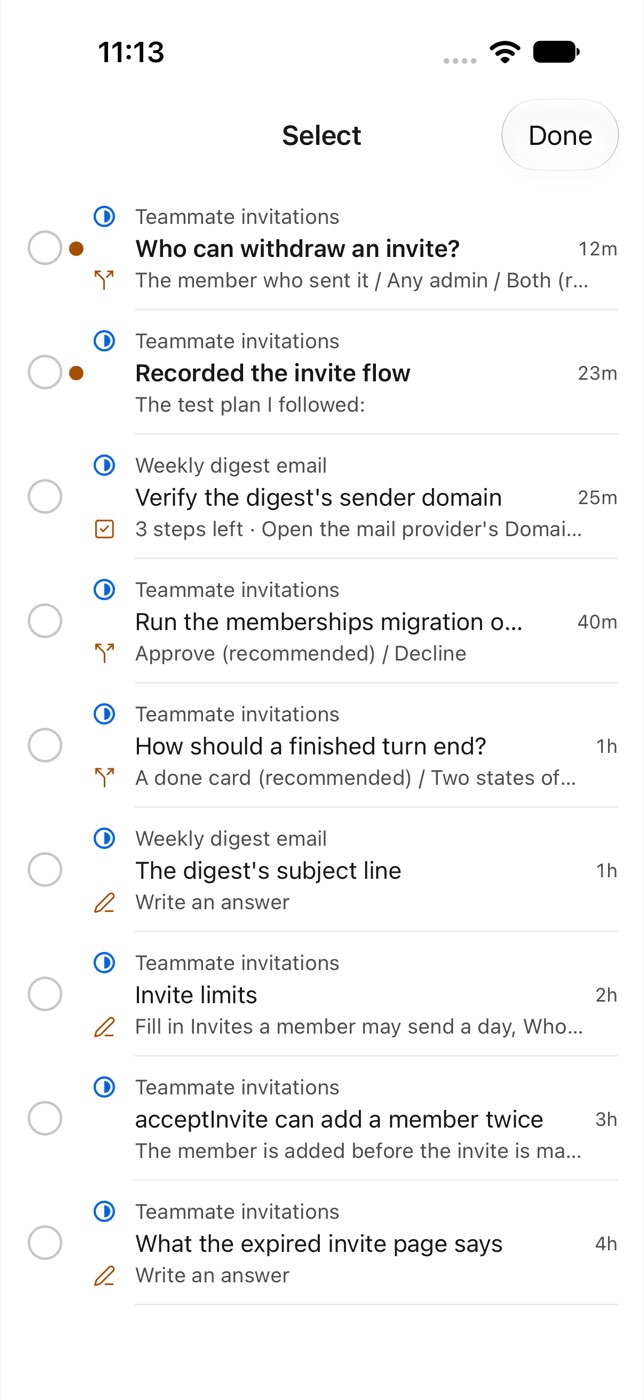 11:13
Select
Done
Teammate invitations
Who can withdraw an invite?
12m
The member who sent it / Any admin / Both (r...
Teammate invitations
Recorded the invite flow
23m
The test plan I followed:
Weekly digest email
Verify the digest's sender domain
25m
3 steps left · Open the mail provider's Domai...
Teammate invitations
Run the memberships migration o...
40m
Approve (recommended) / Decline
Teammate invitations
How should a finished turn end?
1h
A done card (recommended) / Two states of...
Weekly digest email
The digest's subject line
1h
Write an answer
Teammate invitations
Invite limits
2h
Fill in Invites a member may send a day, Who...
Teammate invitations
acceptInvite can add a member twice
3h
The member is added before the invite is ma...
Teammate invitations
What the expired invite page says
4h
Write an answer